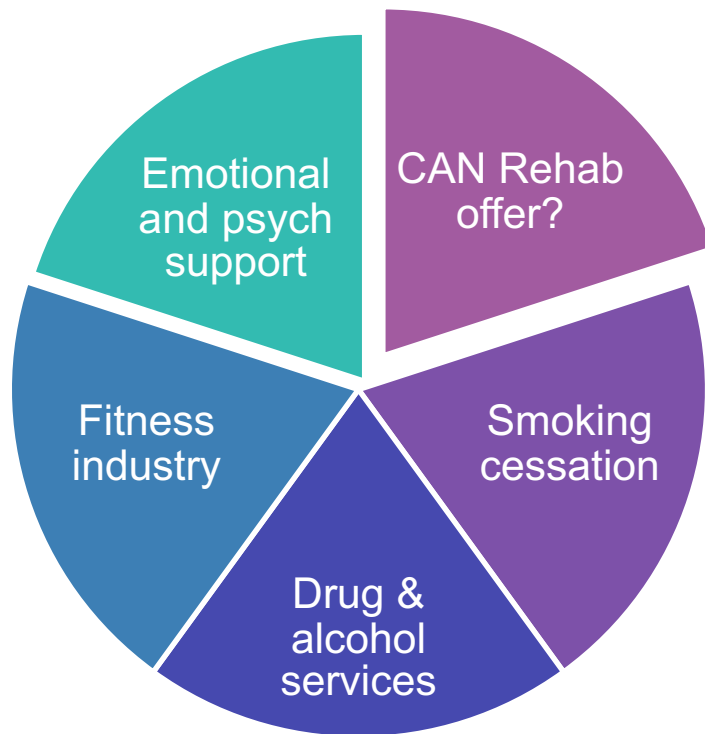 Emotional
and psych
support
CAN Rehab
offer?
Fitness
industry
Smoking
cessation
Drug &
alcohol
services